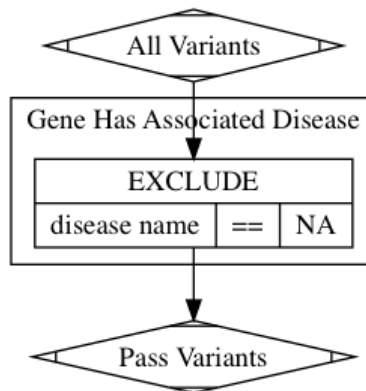 All Variants
Gene Has Associated Disease
EXCLUDE
disease name == NA
Pass Variants